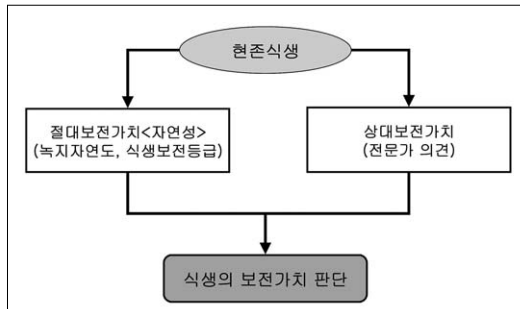 현존식생
절대보전가치<자연성>
(녹지자연도, 식생보전등급)
상대보전가치
(전문가 의견)
식생의 보전가치 판단